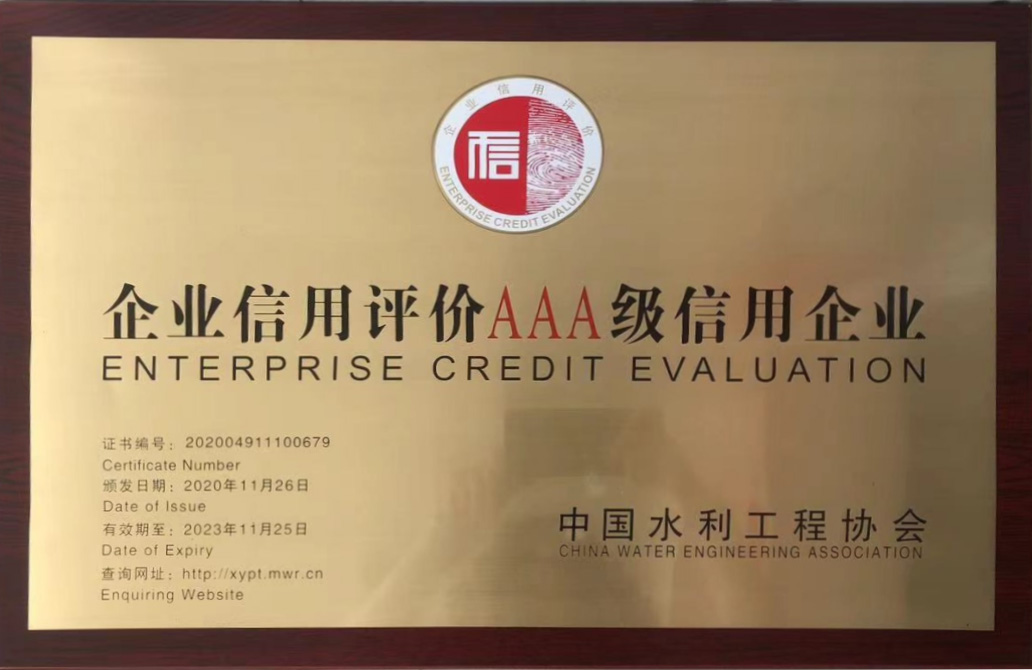 企业信用评价
信
ENTERPRISE CREDIT EVALUATION
企业信用评价AAA级信用企业
ENTERPRISE CREDIT EVALUATION
证书编号：202004911100679
Certificate Number
颁发日期：2020年11月26日
Date of Issue
有效期至：2023年11月25日
Date of Expiry
查询网址：http://xypt.mwr.cn
Enquiring Website
中国水利工程协会
CHINA WATER ENGINEERING ASSOCIATION